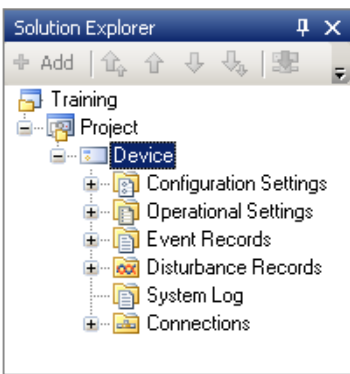 Solution Explorer
Add
Training
Project
Device
Configuration Settings
Operational Settings
Event Records
Disturbance Records
System Log
Connections